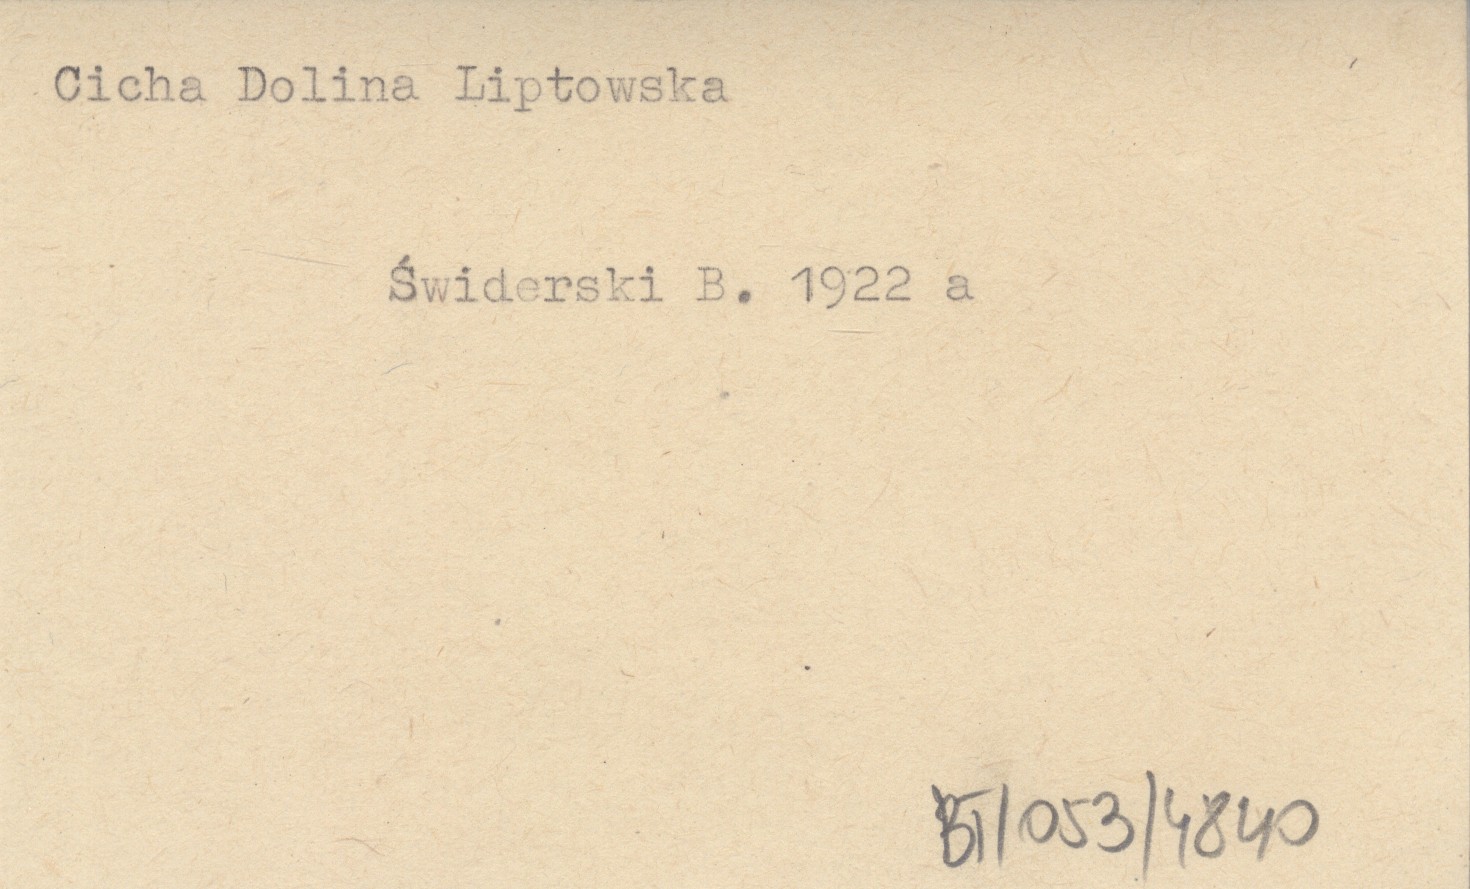 Cicha Dolina Liptowska
Świderski B. 1922 a
BT/053/4840